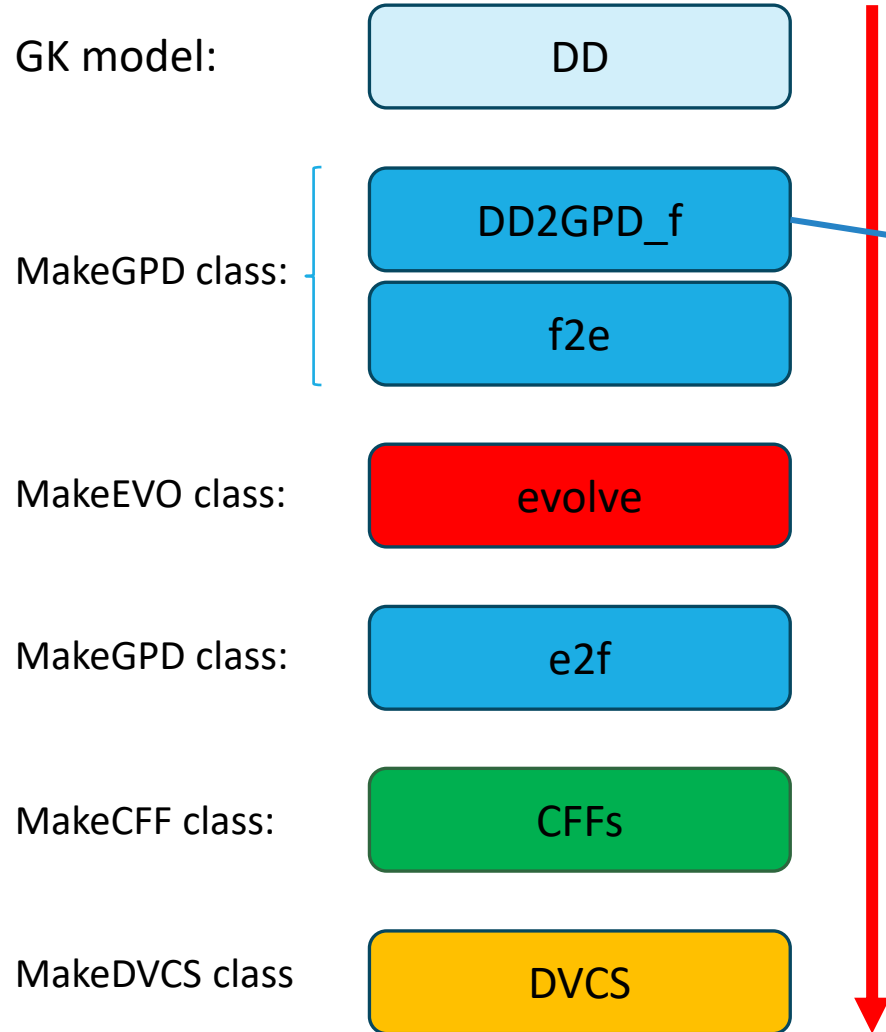 GK model:
DD
MakeGPD class:
DD2GPD_f
f2e
MakeEVO class:
evolve
MakeGPD class:
e2f
MakeCFF class:
CFFs
MakeDVCS class
DVCS